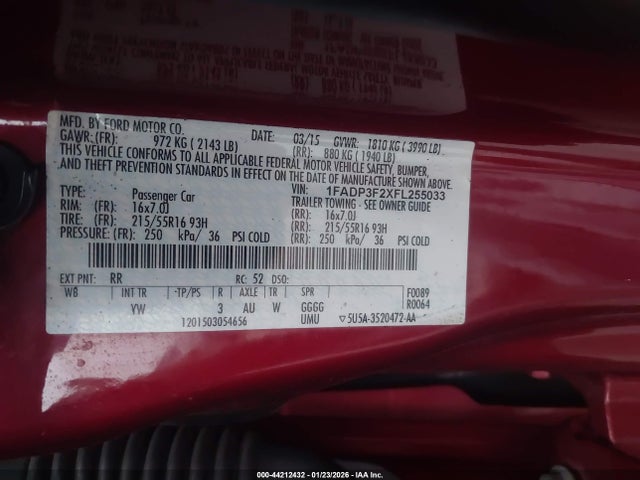 MFD. BY FORD MOTOR CO.
DATE: 03/15 GVWR: 1810 KG ( 3990 LB)
GAWR: (FR): 972 KG ( 2143 LB) (RR): 880 KG ( 1940 LB)
THIS VEHICLE CONFORMS TO ALL APPLICABLE FEDERAL MOTOR VEHICLE SAFETY, BUMPER,
AND THEFT PREVENTION STANDARDS IN EFFECT ON THE DATE OF MANUFACTURE SHOWN ABOVE.
VIN: 1FADP3F2XFL255033
TYPE: Passenger Car TRAILER TOWING - SEE OWNER GUIDE
RIM: (FR): 16x7.0J (RR): 16x7.0J
TIRE: (FR): 215/55R16 93H (RR): 215/55R16 93H
PRESSURE: (FR): 250 kPa/ 36 PSI COLD (RR): 250 kPa/ 36 PSI COLD
EXT PNT: RR RC: 52 DSO:
WB INT TR -TP/PS R AXLE TR SPR F0089
YW 3 AU W GGGG R0064
1201503054656 UMU ▽5U5A-3520472-AA
000-44212432 | 01/23/2026 | IAA Inc.